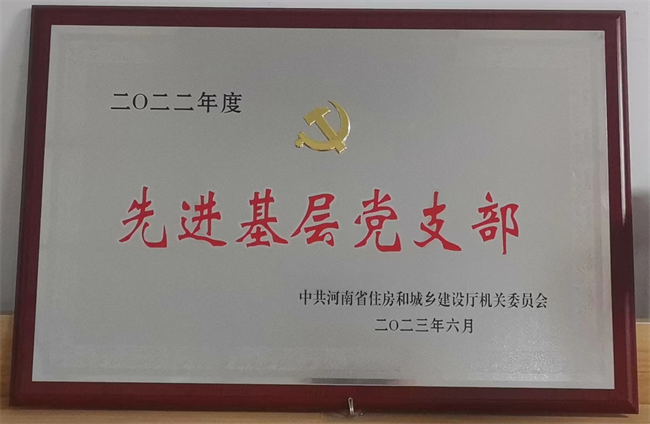 二〇二二年度
先进基层党支部
中共河南省住房和城乡建设厅机关委员会
二〇二三年六月